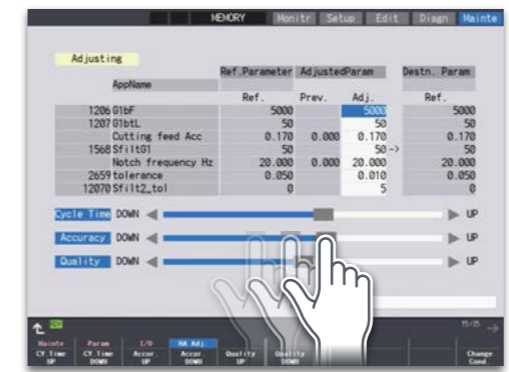 MEMORY Monitr Setup Edit Diagn Mainte
Adjusting
Ref.Parameter AdjustedParam Destn. Param
AppName
Ref. Prev. Adj. Ref.
1206 G1bF 5000 5000 5000
1207 G1btL 50 50 50
Cutting feed Acc 0.170 0.000 0.170 0.170
1568 SfiltG1 50 50 -> 50
Notch frequency Hz 20.000 0.000 20.000 20.000
2659 tolerance 0.050 0.010 0.050
12070 Sfilt2_tol 0 5 0
Cycle Time DOWN UP
Accuracy DOWN UP
Quality DOWN UP
15:05
Mainte Param I/O NA Adj.
CY.Time UP CY.Time DOWN Accur. UP Accur. DOWN Quality UP Quality DOWN Change Cond.